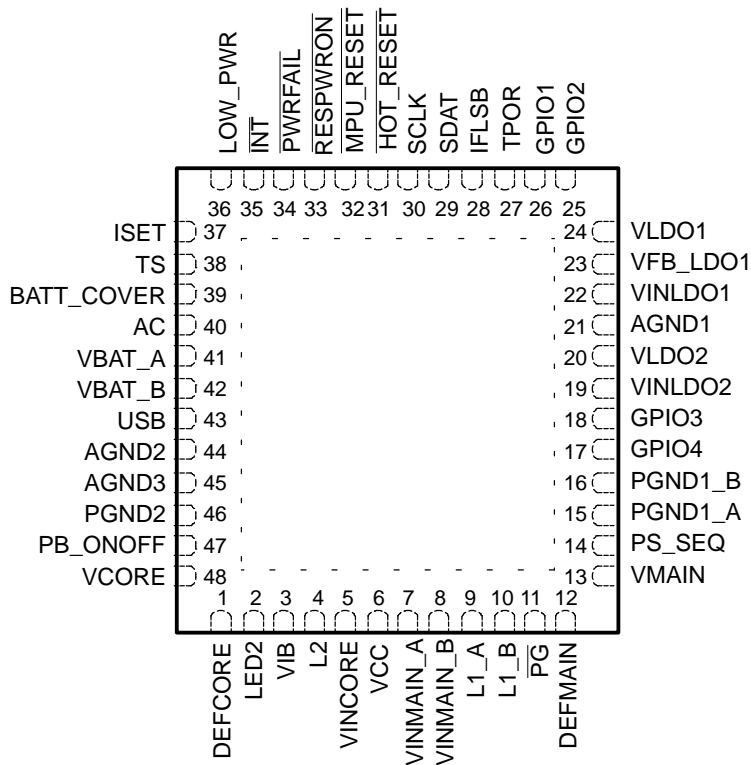 LOW_PWR
INT
PWRFAIL
RESPWRON
MPU_RESET
HOT_RESET
SCLK
SDAT
IFLSB
TPOR
GPIO1
GPIO2
36 35 34 33 32 31 30 29 28 27 26 25
ISET 37 24 VLDO1
TS 38 23 VFB_LDO1
BATT_COVER 39 22 VINLDO1
AC 40 21 AGND1
VBAT_A 41 20 VLDO2
VBAT_B 42 19 VINLDO2
USB 43 18 GPIO3
AGND2 44 17 GPIO4
AGND3 45 16 PGND1_B
PGND2 46 15 PGND1_A
PB_ONOFF 47 14 PS_SEQ
VCORE 48 13 VMAIN
1 2 3 4 5 6 7 8 9 10 11 12
DEFCORE
LED2
VIB
L2
VINCORE
VCC
VINMAIN_A
VINMAIN_B
L1_A
L1_B
PG
DEFMAIN